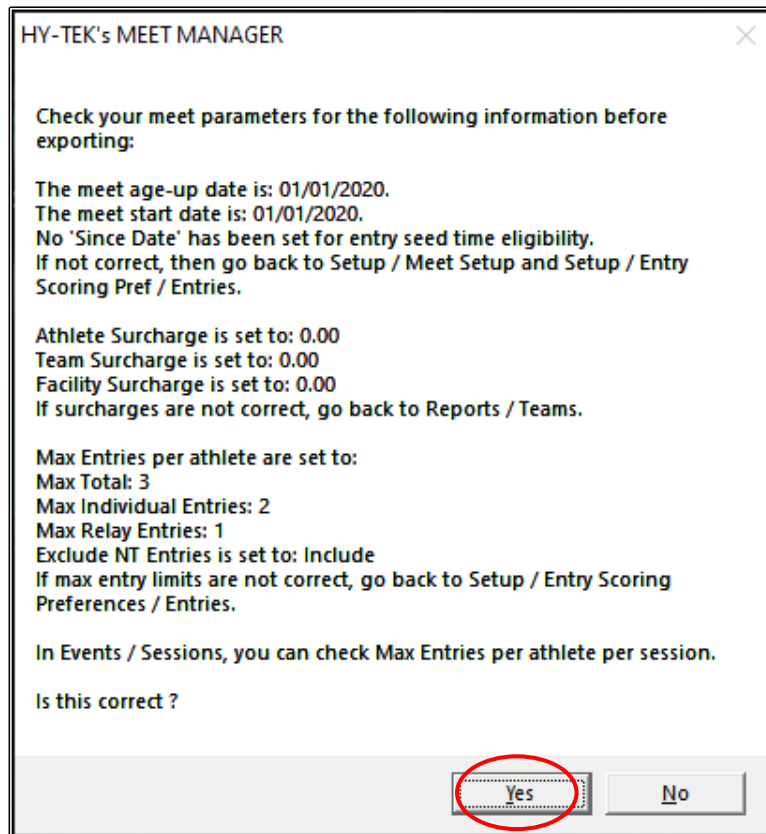 HY-TEK's MEET MANAGER
Check your meet parameters for the following information before
exporting:
The meet age-up date is: 01/01/2020.
The meet start date is: 01/01/2020.
No 'Since Date' has been set for entry seed time eligibility.
If not correct, then go back to Setup / Meet Setup and Setup / Entry
Scoring Pref / Entries.
Athlete Surcharge is set to: 0.00
Team Surcharge is set to: 0.00
Facility Surcharge is set to: 0.00
If surcharges are not correct, go back to Reports / Teams.
Max Entries per athlete are set to:
Max Total: 3
Max Individual Entries: 2
Max Relay Entries: 1
Exclude NT Entries is set to: Include
If max entry limits are not correct, go back to Setup / Entry Scoring
Preferences / Entries.
In Events / Sessions, you can check Max Entries per athlete per session.
Is this correct ?
Yes No